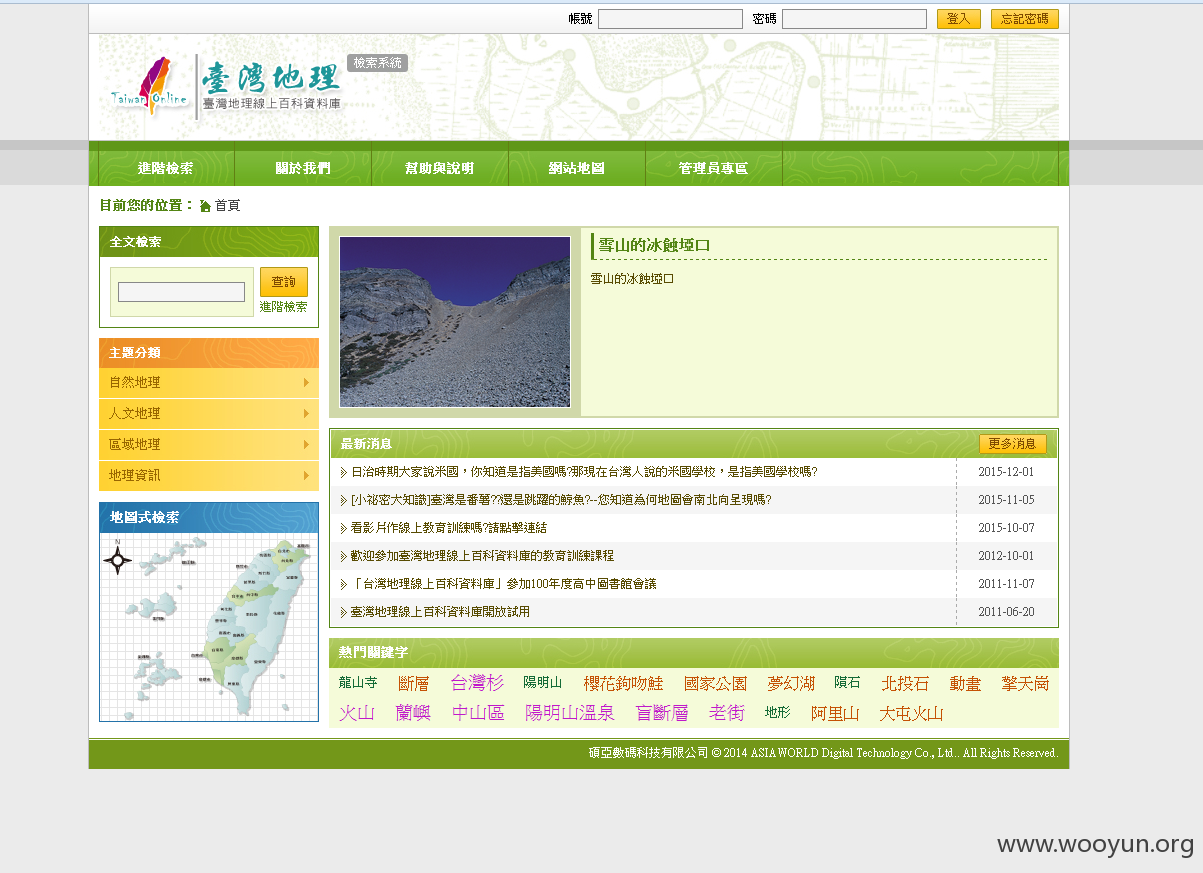 帳號 密碼 登入 忘記密碼
Taiwan Online 臺灣地理 檢索系統
臺灣地理線上百科資料庫
進階檢索 關於我們 幫助與說明 網站地圖 管理員專區
目前您的位置： 首頁
全文檢索
查詢
進階檢索
主題分類
自然地理
人文地理
區域地理
地理資訊
地圖式檢索
N
雪山的冰蝕埡口
雪山的冰蝕埡口
最新消息 更多消息
日治時期大家說米國，你知道是指美國嗎?那現在台灣人說的米國學校，是指美國學校嗎? 2015-12-01
[小祕密大知識]臺灣是番薯??還是跳躍的鯨魚?--您知道為何地圖會南北向呈現嗎? 2015-11-05
看影片作線上教育訓練嗎?請點擊連結 2015-10-07
歡迎參加臺灣地理線上百科資料庫的教育訓練課程 2012-10-01
「台灣地理線上百科資料庫」參加100年度高中圖書館會議 2011-11-07
臺灣地理線上百科資料庫開放試用 2011-06-20
熱門關鍵字
龍山寺 斷層 台灣杉 陽明山 櫻花鉤吻鮭 國家公園 夢幻湖 隕石 北投石 動畫 擎天崗
火山 蘭嶼 中山區 陽明山溫泉 盲斷層 老街 地形 阿里山 大屯火山
碩亞數碼科技有限公司 © 2014 ASIAWORLD Digital Technology Co., Ltd.. All Rights Reserved.
www.wooyun.org